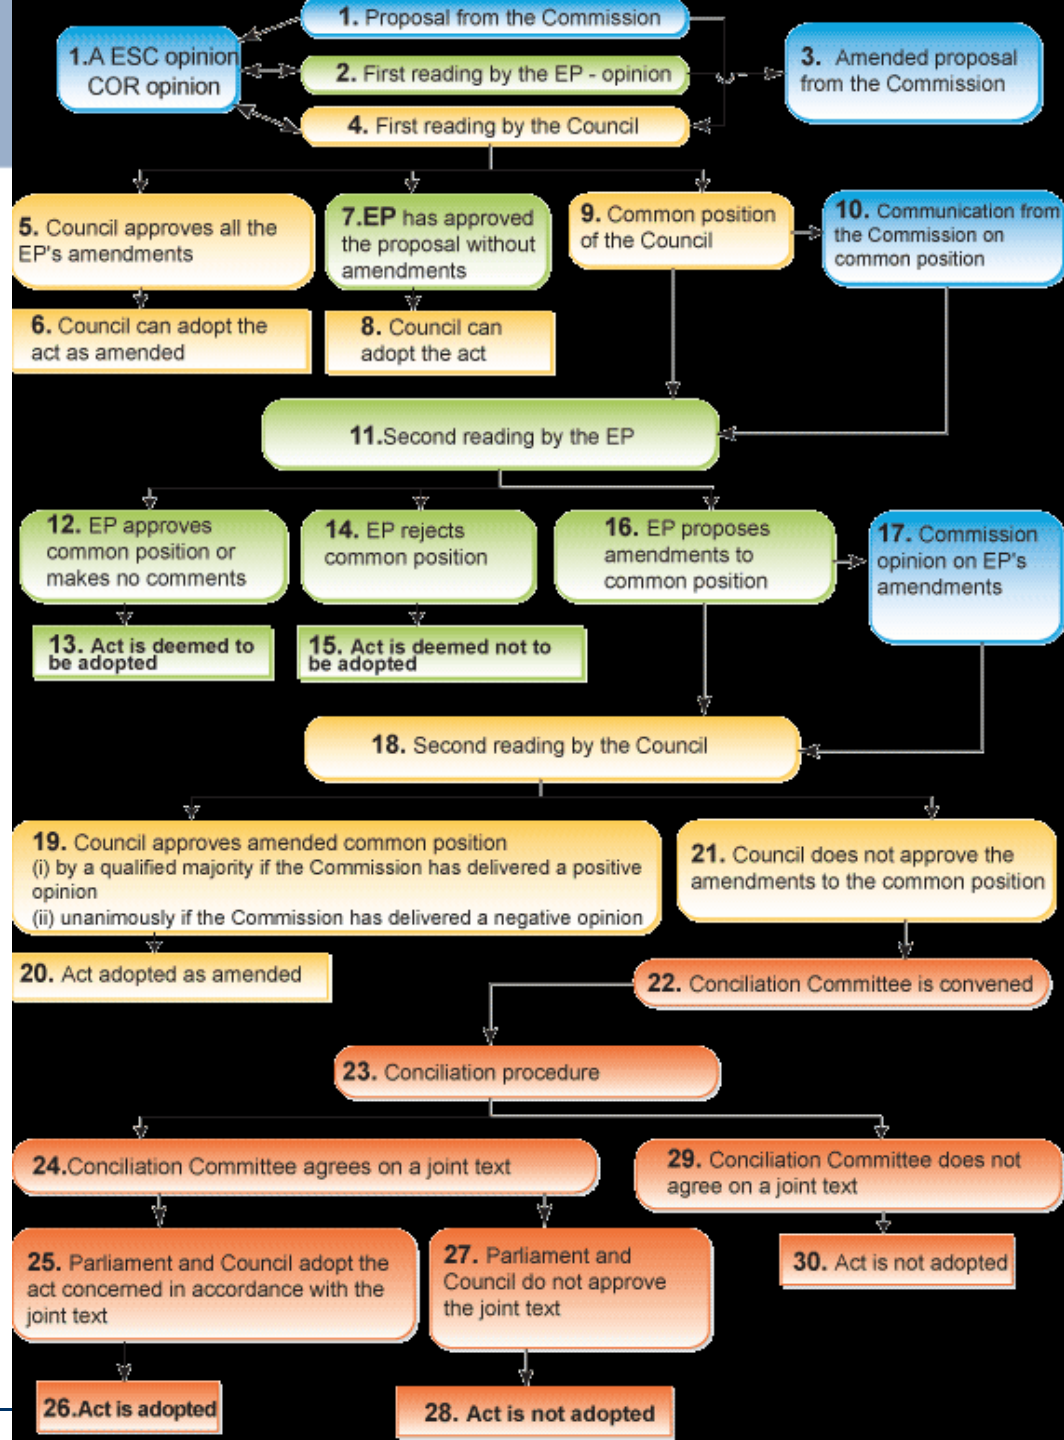 1. Proposal from the Commission
1.A ESC opinion
COR opinion
2. First reading by the EP - opinion
3. Amended proposal
from the Commission
4. First reading by the Council
5. Council approves all the
EP's amendments
7.EP has approved
the proposal without
amendments
9. Common position
of the Council
10. Communication from
the Commission on
common position
6. Council can adopt the
act as amended
8. Council can
adopt the act
11.Second reading by the EP
12. EP approves
common position or
makes no comments
14. EP rejects
common position
16. EP proposes
amendments to
common position
17. Commission
opinion on EP's
amendments
13. Act is deemed to
be adopted
15. Act is deemed not to
be adopted
18. Second reading by the Council
19. Council approves amended common position
(i) by a qualified majority if the Commission has delivered a positive
opinion
(ii) unanimously if the Commission has delivered a negative opinion
21. Council does not approve the
amendments to the common position
20. Act adopted as amended
22. Conciliation Committee is convened
23. Conciliation procedure
24.Conciliation Committee agrees on a joint text
29. Conciliation Committee does not
agree on a joint text
25. Parliament and Council adopt the
act concerned in accordance with the
joint text
27. Parliament and
Council do not approve
the joint text
30. Act is not adopted
26.Act is adopted
28. Act is not adopted